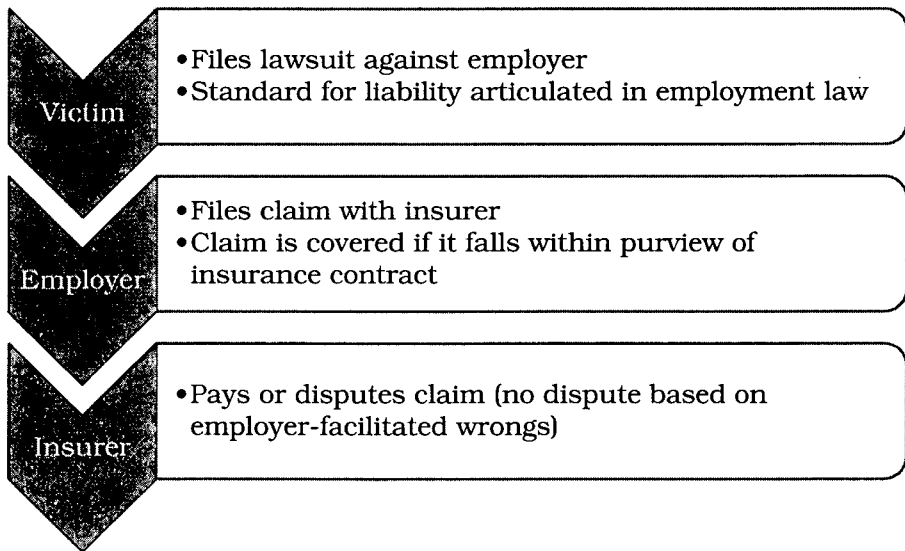 Victim
•Files lawsuit against employer
•Standard for liability articulated in employment law
Employer
•Files claim with insurer
•Claim is covered if it falls within purview of
insurance contract
Insurer
•Pays or disputes claim (no dispute based on
employer-facilitated wrongs)